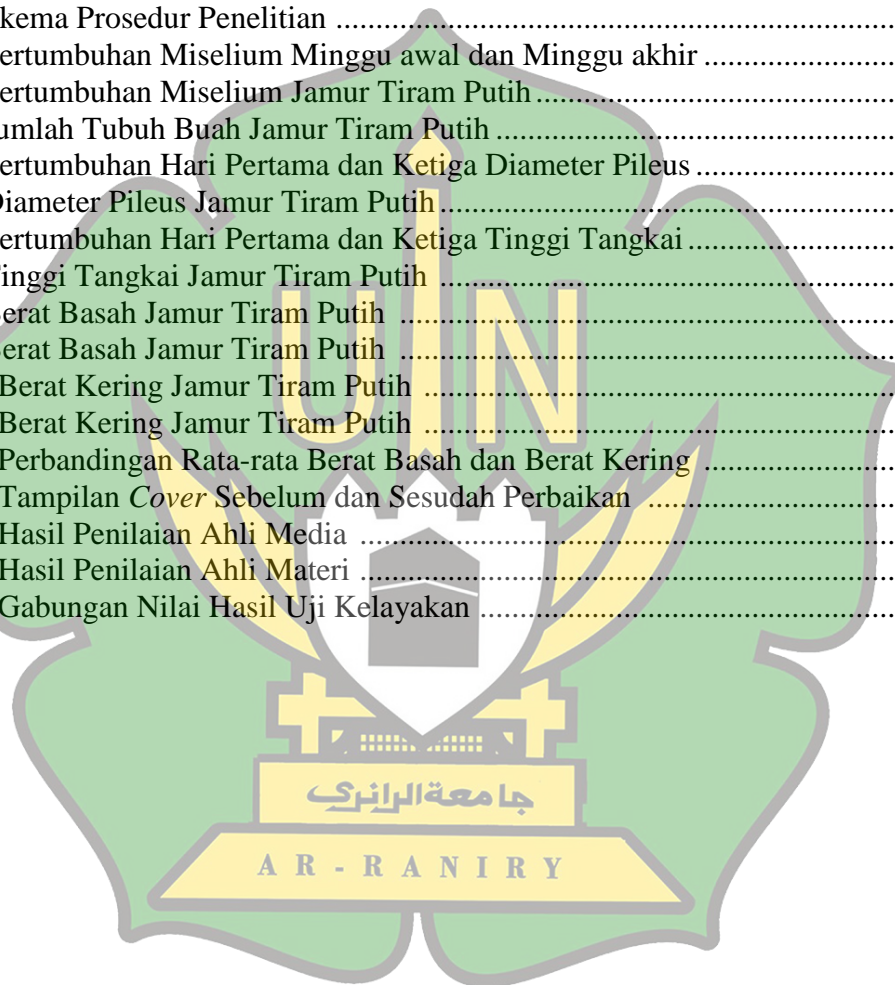 kema Prosedur Penelitian ........................................................................
ertumbuhan Miselium Minggu awal dan Minggu akhir ........................
ertumbuhan Miselium Jamur Tiram Putih ..............................................
umlah Tubuh Buah Jamur Tiram Putih ...................................................
ertumbuhan Hari Pertama dan Ketiga Diameter Pileus .........................
Diameter Pileus Jamur Tiram Putih ..........................................................
ertumbuhan Hari Pertama dan Ketiga Tinggi Tangkai ..........................
Tinggi Tangkai Jamur Tiram Putih ..........................................................
erat Basah Jamur Tiram Putih ................................................................
erat Basah Jamur Tiram Putih ................................................................
Berat Kering Jamur Tiram Putih .............................................................
Berat Kering Jamur Tiram Putih .............................................................
Perbandingan Rata-rata Berat Basah dan Berat Kering ........................
Tampilan Cover Sebelum dan Sesudah Perbaikan ................................
Hasil Penilaian Ahli Media .....................................................................
Hasil Penilaian Ahli Materi .....................................................................
Gabungan Nilai Hasil Uji Kelayakan ......................................................
UIN
جامعة الرانري
AR-RANIRY